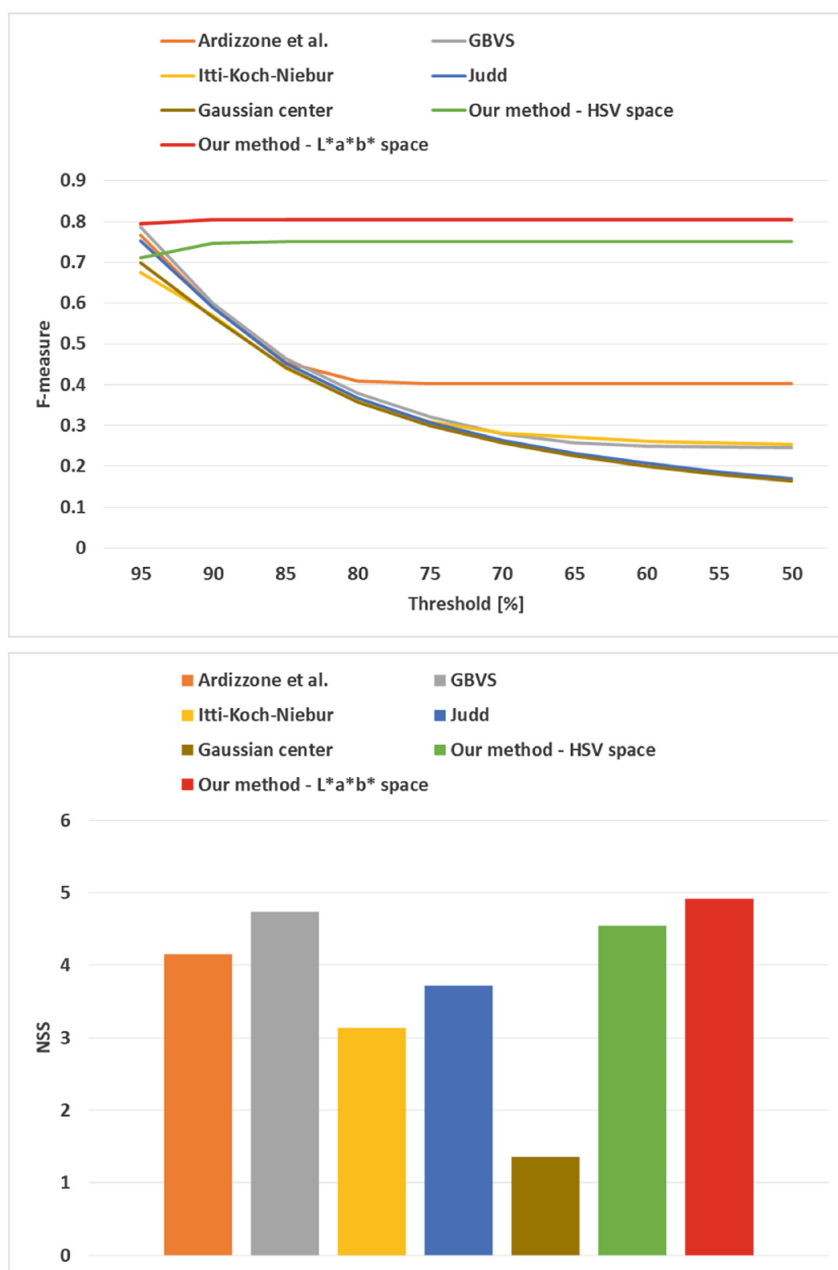 Ardizzone et al. GBVS
Itti-Koch-Niebur Judd
Gaussian center Our method - HSV space
Our method - L*a*b* space
0.9
0.8
0.7
0.6
0.5
0.4
0.3
0.2
0.1
0
F-measure
95 90 85 80 75 70 65 60 55 50
Threshold [%]
Ardizzone et al. GBVS
Itti-Koch-Niebur Judd
Gaussian center Our method - HSV space
Our method - L*a*b* space
6
5
4
3
2
1
0
NSS